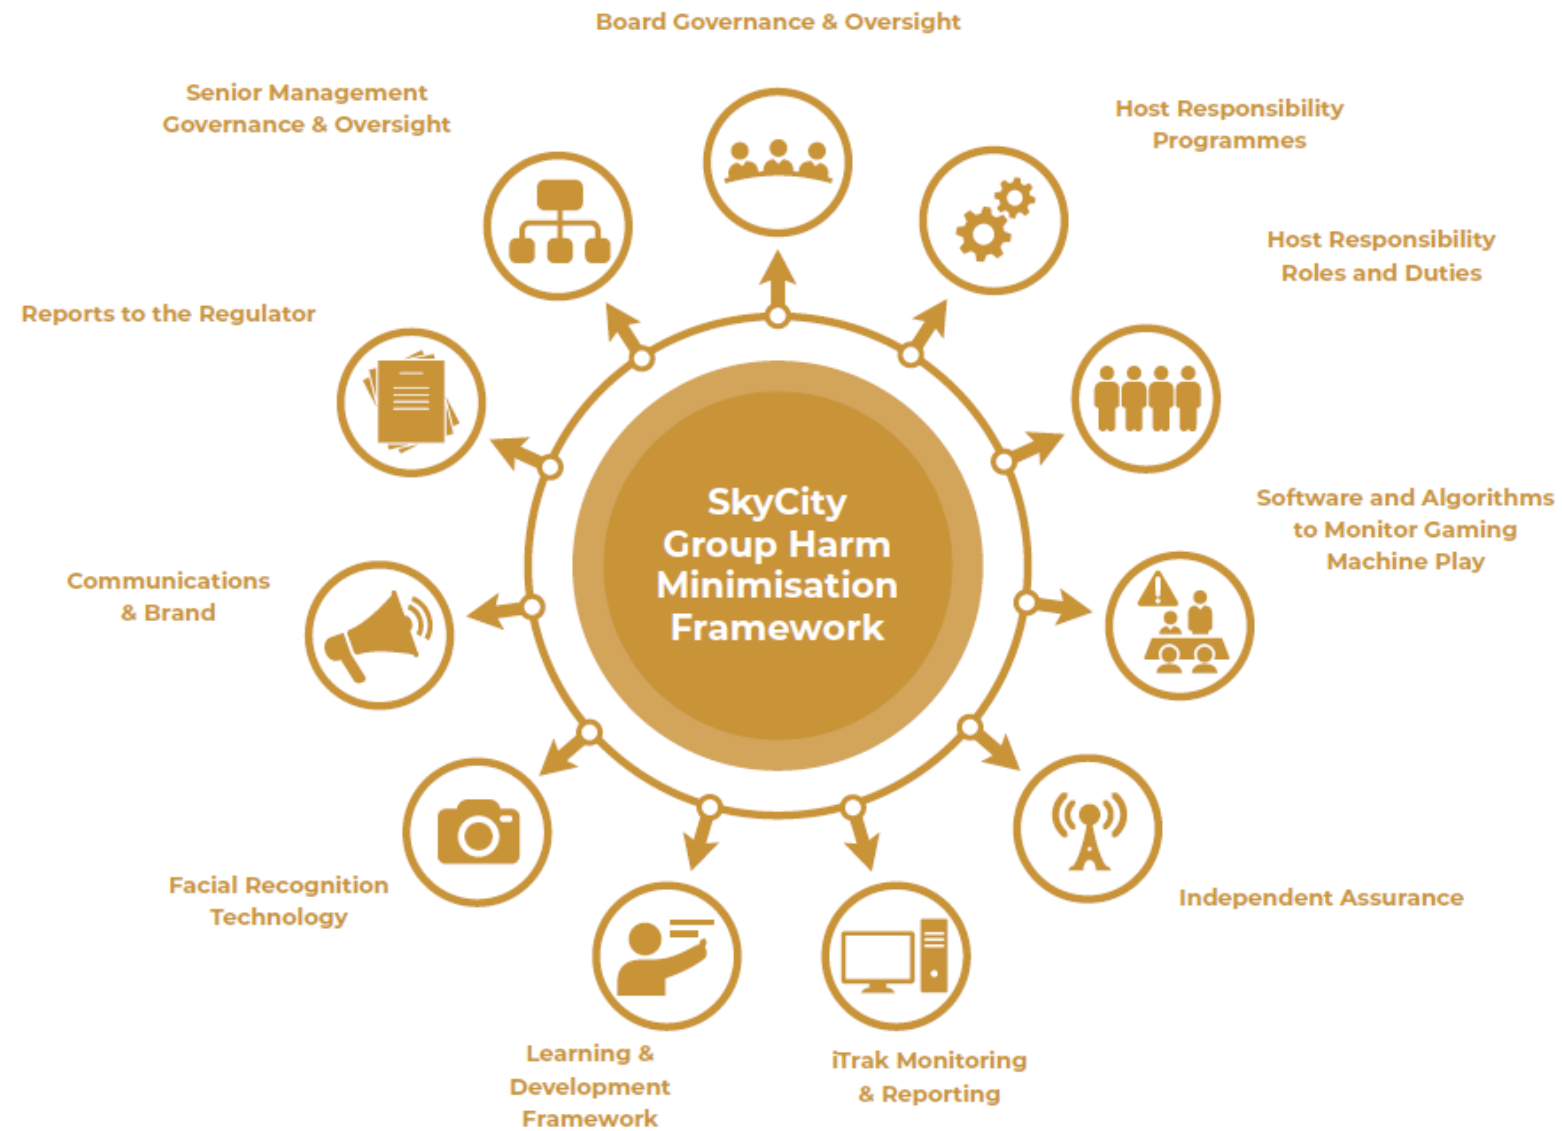 Board Governance & Oversight
Senior Management
Governance & Oversight
Host Responsibility
Programmes
Host Responsibility
Roles and Duties
Reports to the Regulator
SkyCity
Group Harm
Minimisation
Framework
Software and Algorithms
to Monitor Gaming
Machine Play
Communications
& Brand
Facial Recognition
Technology
Independent Assurance
Learning &
Development
Framework
iTrak Monitoring
& Reporting